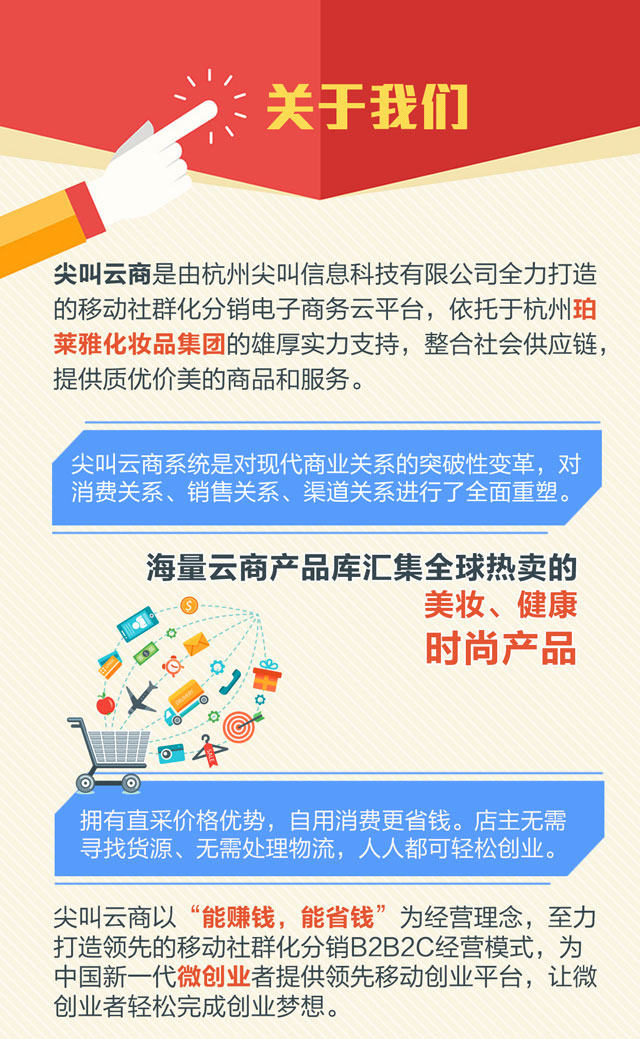 关于我们
尖叫云商是由杭州尖叫信息科技有限公司全力打造
的移动社群化分销电子商务云平台，依托于杭州珀
莱雅化妆品集团的雄厚实力支持，整合社会供应链，
提供质优价美的商品和服务。
尖叫云商系统是对现代商业关系的突破性变革，对
消费关系、销售关系、渠道关系进行了全面重塑。
海量云商产品库汇集全球热卖的
美妆、健康
时尚产品
拥有直采价格优势，自用消费更省钱。店主无需
寻找货源、无需处理物流，人人都可轻松创业。
尖叫云商以“能赚钱，能省钱”为经营理念，至力
打造领先的移动社群化分销B2B2C经营模式，为
中国新一代微创业者提供领先移动创业平台，让微
创业者轻松完成创业梦想。